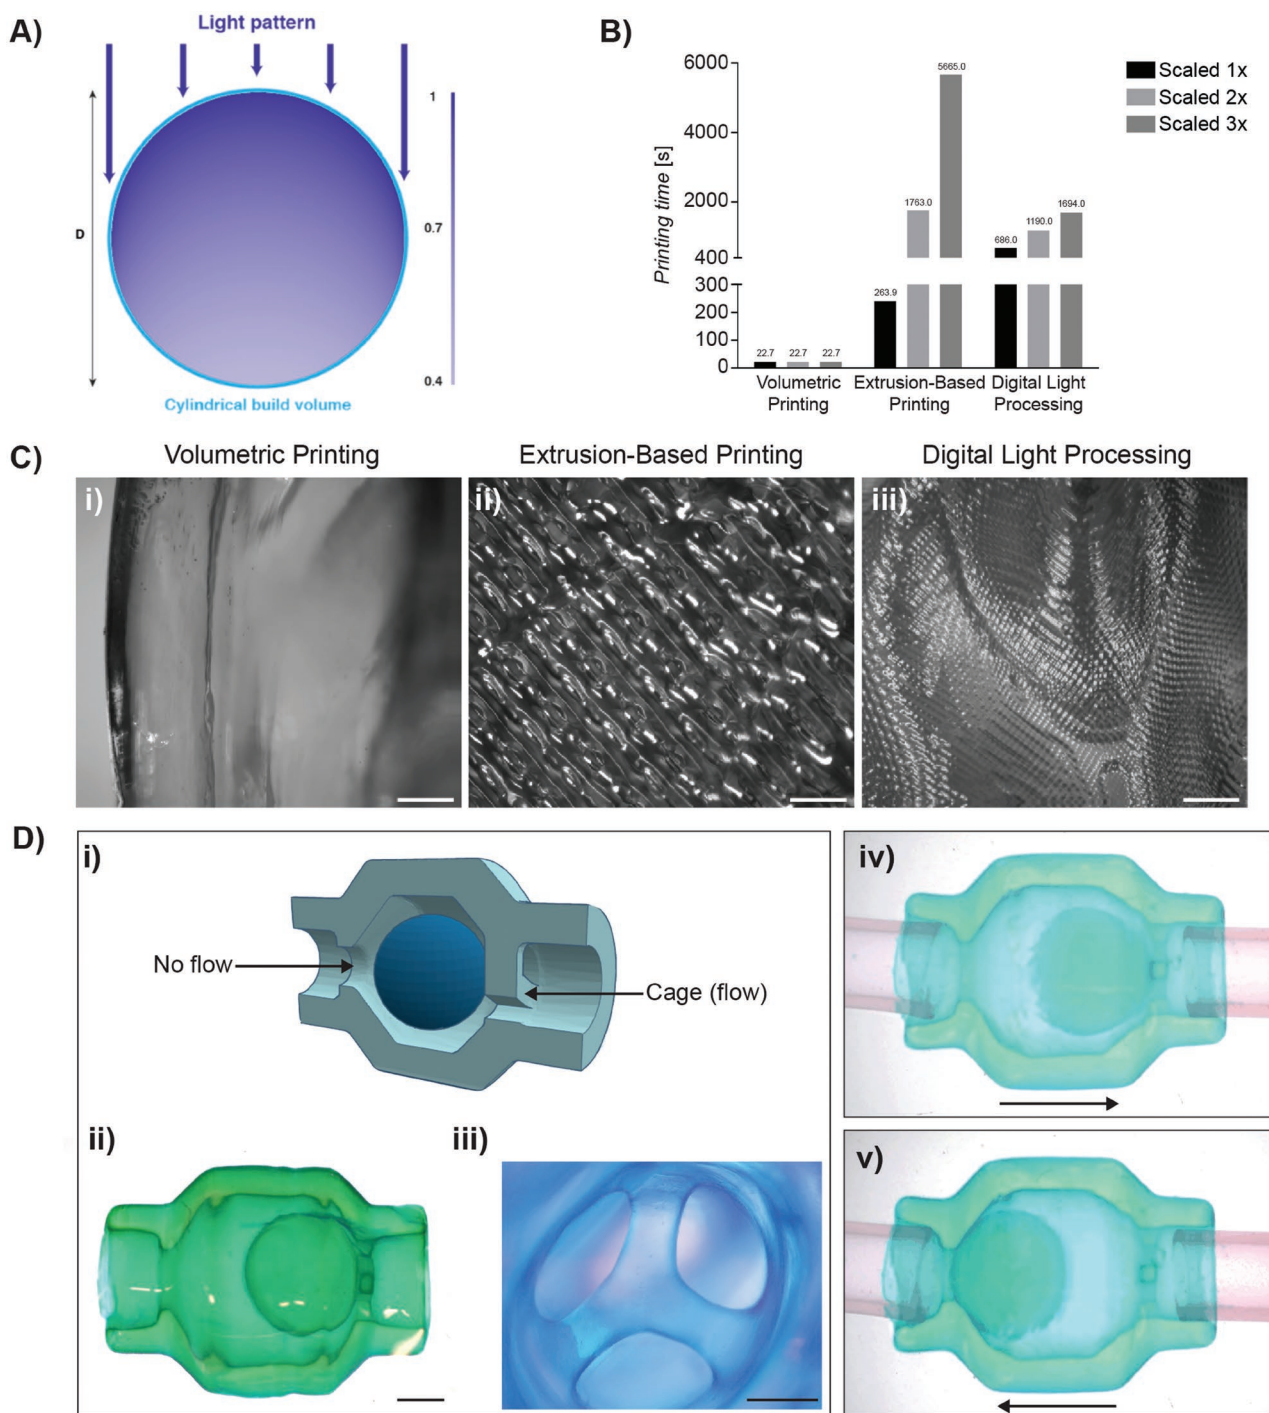 A)
Light pattern
D
1
0.7
0.4
Cylindrical build volume
B)
Printing time [s]
6000
4000
2000
400
300
200
100
0
22.7
22.7
22.7
263.9
1763.0
5665.0
686.0
1190.0
1694.0
Volumetric
Printing
Extrusion-Based
Printing
Digital Light
Processing
Scaled 1x
Scaled 2x
Scaled 3x
C)
Volumetric Printing
Extrusion-Based Printing
Digital Light Processing
i)
ii)
iii)
D)
i)
No flow
Cage (flow)
ii)
iii)
iv)
v)